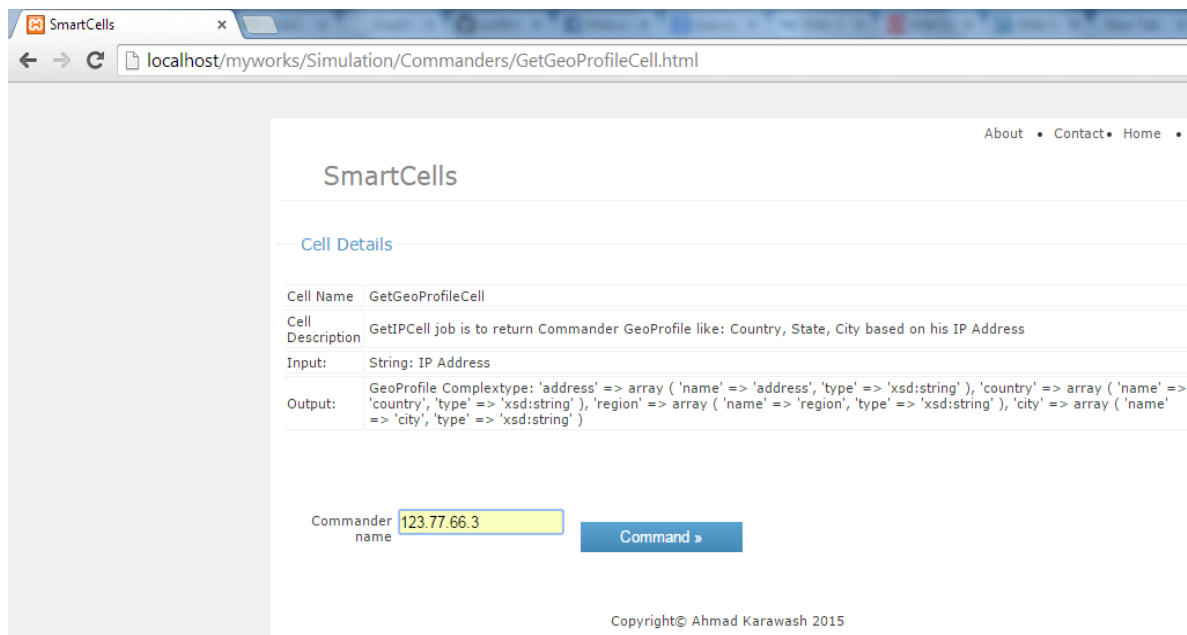 SmartCells
localhost/myworks/Simulation/Commanders/GetGeoProfileCell.html
About • Contact • Home •
SmartCells
Cell Details
Cell Name GetGeoProfileCell
Cell
Description GetIPCell job is to return Commander GeoProfile like: Country, State, City based on his IP Address
Input: String: IP Address
Output: GeoProfile Complextype: 'address' => array ( 'name' => 'address', 'type' => 'xsd:string' ), 'country' => array ( 'name' =>
'country', 'type' => 'xsd:string' ), 'region' => array ( 'name' => 'region', 'type' => 'xsd:string' ), 'city' => array ( 'name'
=> 'city', 'type' => 'xsd:string' )
Commander
name 123.77.66.3
Command »
Copyright© Ahmad Karawash 2015